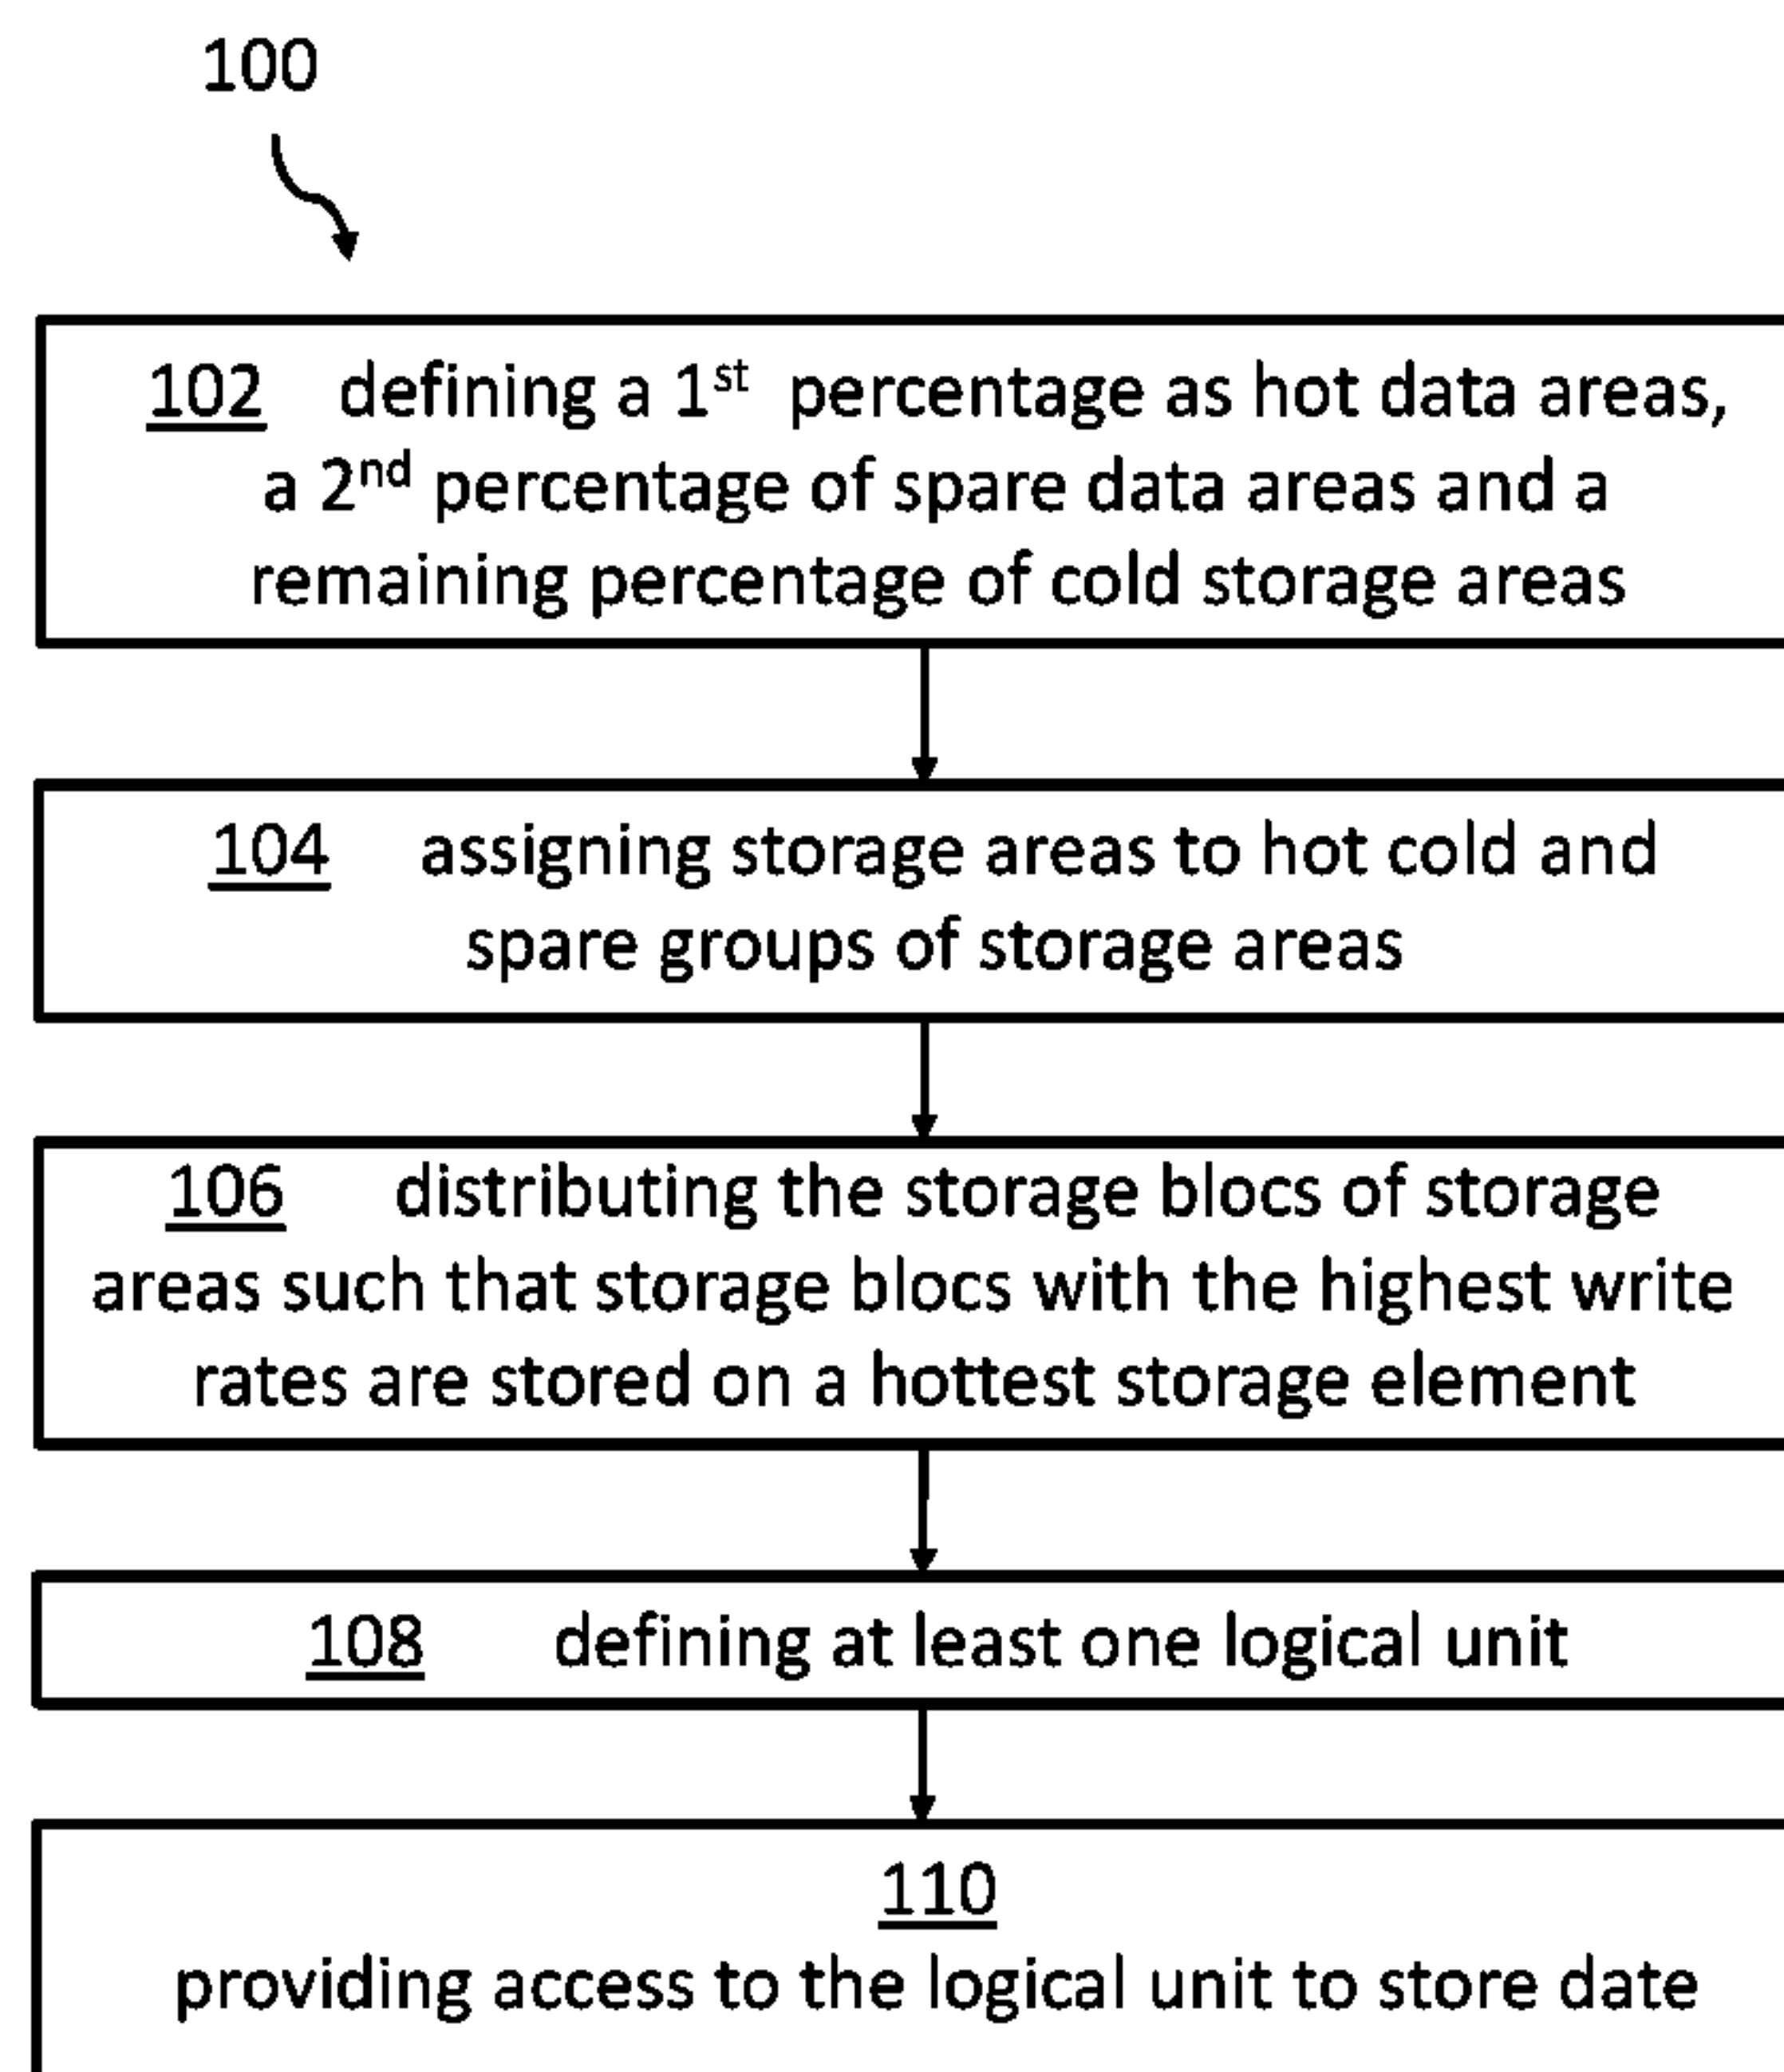 100
102 defining a 1st percentage as hot data areas,
a 2nd percentage of spare data areas and a
remaining percentage of cold storage areas
104 assigning storage areas to hot cold and
spare groups of storage areas
106 distributing the storage blocs of storage
areas such that storage blocs with the highest write
rates are stored on a hottest storage element
108 defining at least one logical unit
110
providing access to the logical unit to store date